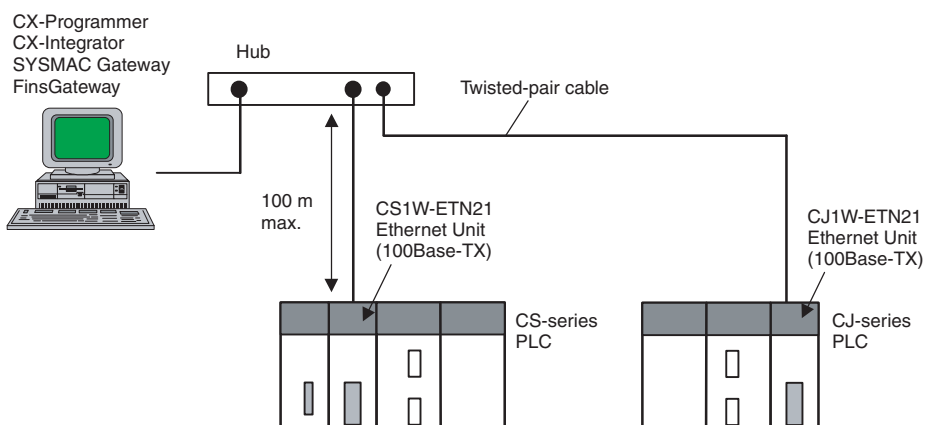 CX-Programmer
CX-Integrator
SYSMAC Gateway
FinsGateway
Hub
Twisted-pair cable
100 m
max.
CS1W-ETN21
Ethernet Unit
(100Base-TX)
CJ1W-ETN21
Ethernet Unit
(100Base-TX)
CS-series
PLC
CJ-series
PLC